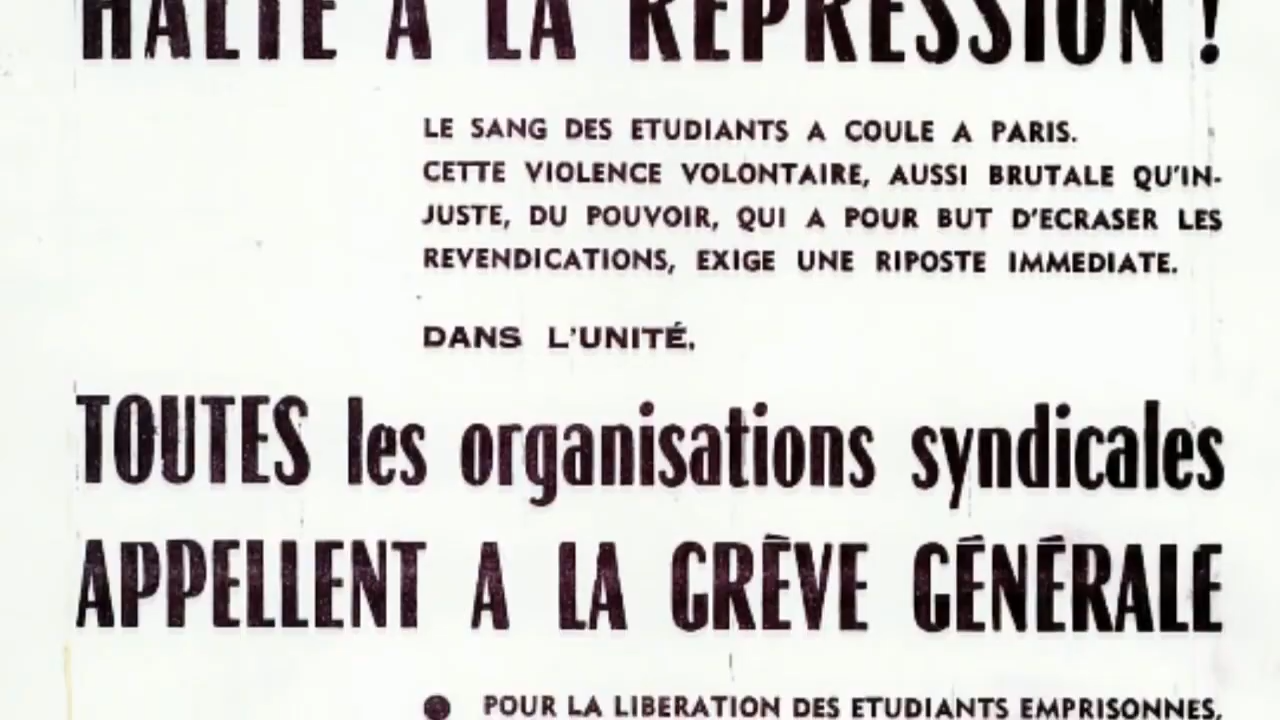 HALTE A LA REPRESSION !
LE SANG DES ETUDIANTS A COULE A PARIS.
CETTE VIOLENCE VOLONTAIRE, AUSSI BRUTALE QU'IN-
JUSTE, DU POUVOIR, QUI A POUR BUT D'ECRASER LES
REVENDICATIONS, EXIGE UNE RIPOSTE IMMEDIATE.
DANS L'UNITÉ,
TOUTES les organisations syndicales
APPELLENT A LA GRÈVE GÉNÉRALE
● POUR LA LIBERATION DES ETUDIANTS EMPRISONNES,